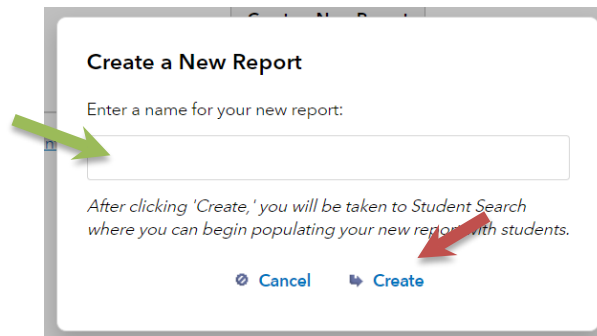 Create a New Report
Enter a name for your new report:
After clicking 'Create,' you will be taken to Student Search
where you can begin populating your new report with students.
Cancel
Create